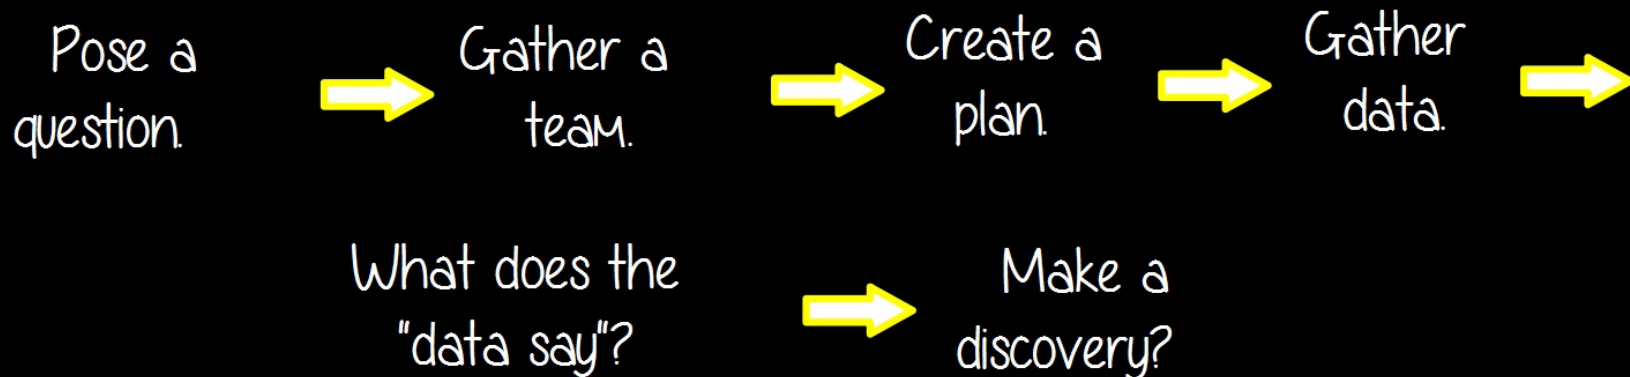 Pose a
question.
Gather a
team.
Create a
plan.
Gather
data.
What does the
"data say"?
Make a
discovery?